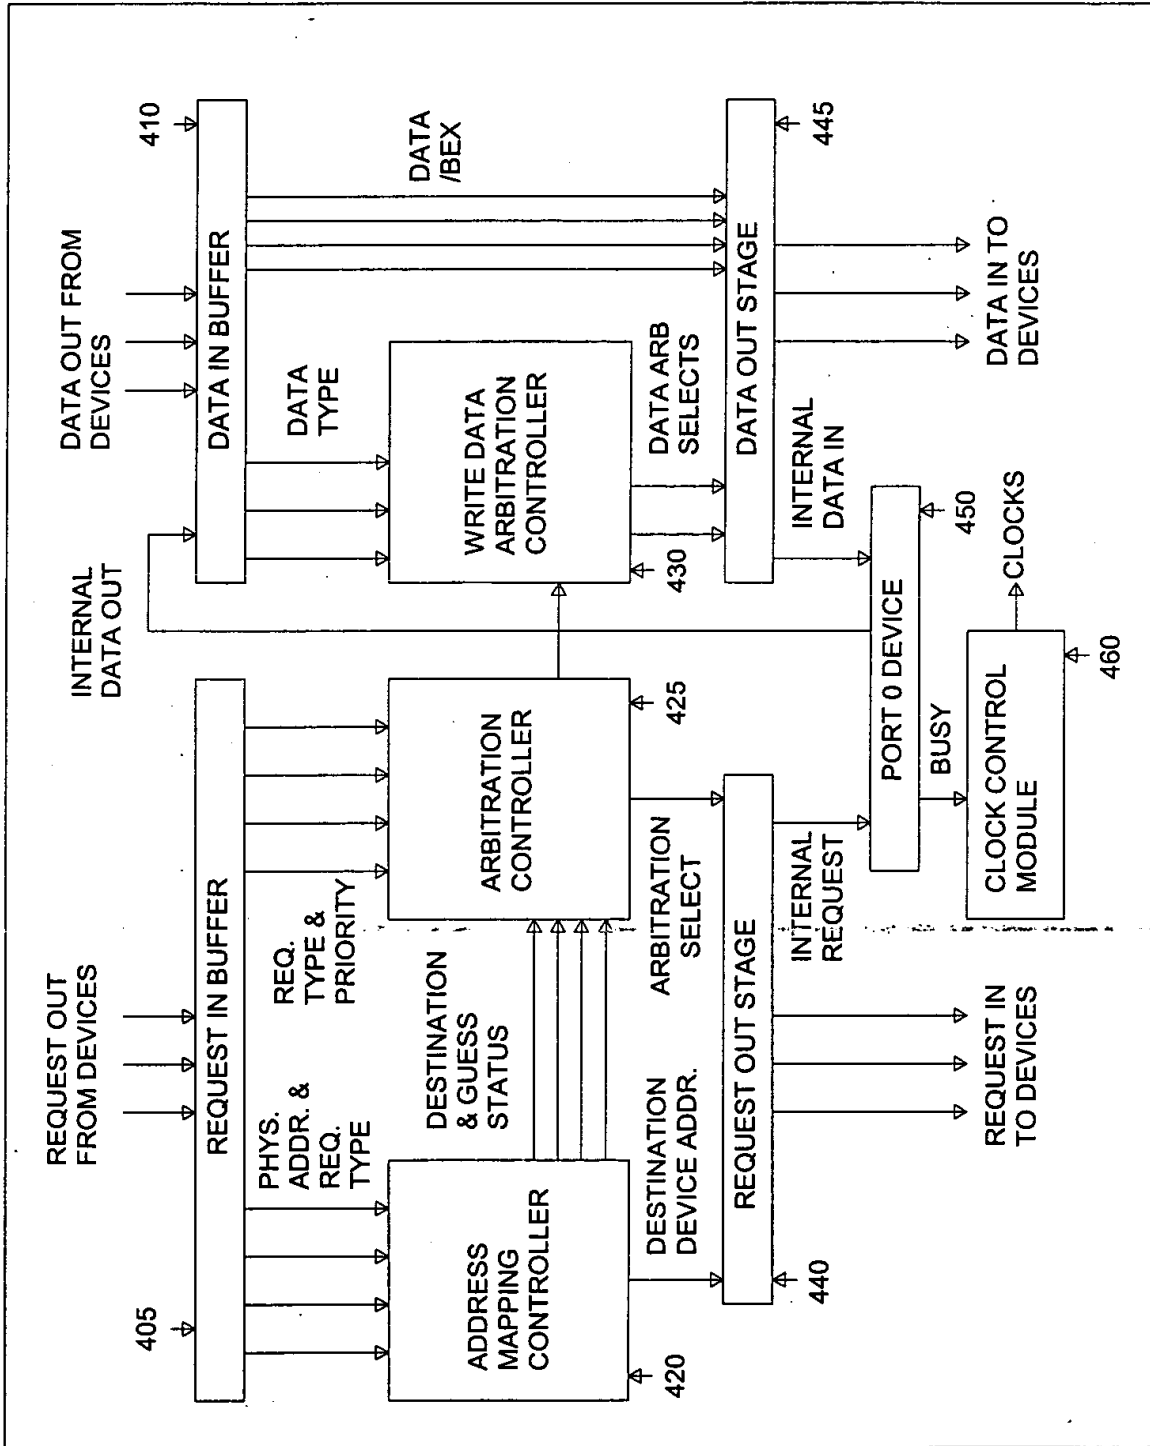 REQUEST OUT
FROM DEVICES
INTERNAL
DATA OUT
DATA OUT FROM
DEVICES
405
410
REQUEST IN BUFFER
DATA IN BUFFER
PHYS.
ADDR. &
REQ.
TYPE
REQ.
TYPE &
PRIORITY
DATA
TYPE
DATA
/BEX
DESTINATION
& GUESS
STATUS
ADDRESS
MAPPING
CONTROLLER
ARBITRATION
CONTROLLER
WRITE DATA
ARBITRATION
CONTROLLER
420
425
430
DESTINATION
DEVICE ADDR.
ARBITRATION
SELECT
DATA ARB
SELECTS
REQUEST OUT STAGE
DATA OUT STAGE
440
445
INTERNAL
REQUEST
INTERNAL
DATA IN
PORT 0 DEVICE
450
REQUEST IN
TO DEVICES
BUSY
CLOCKS
DATA IN TO
DEVICES
CLOCK CONTROL
MODULE
460